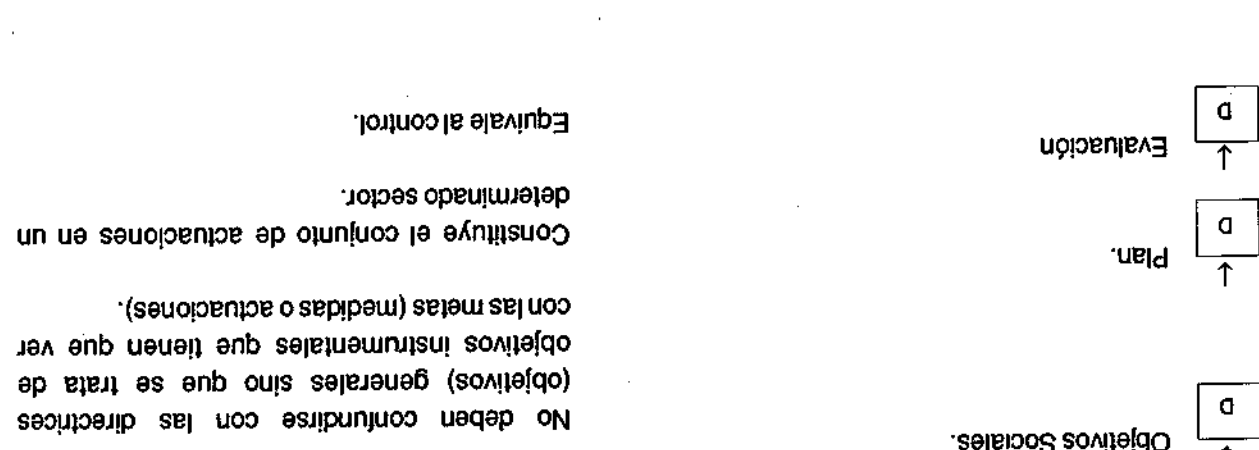 Objetivos Sociales.
D
No deben confundirse con las directrices
(objetivos) generales sino que se trata de
objetivos instrumentales que tienen que ver
con las metas (medidas o actuaciones).
Plan.
D
Constituye el conjunto de actuaciones en un
determinado sector.
Evaluación
D
Equivale al control.